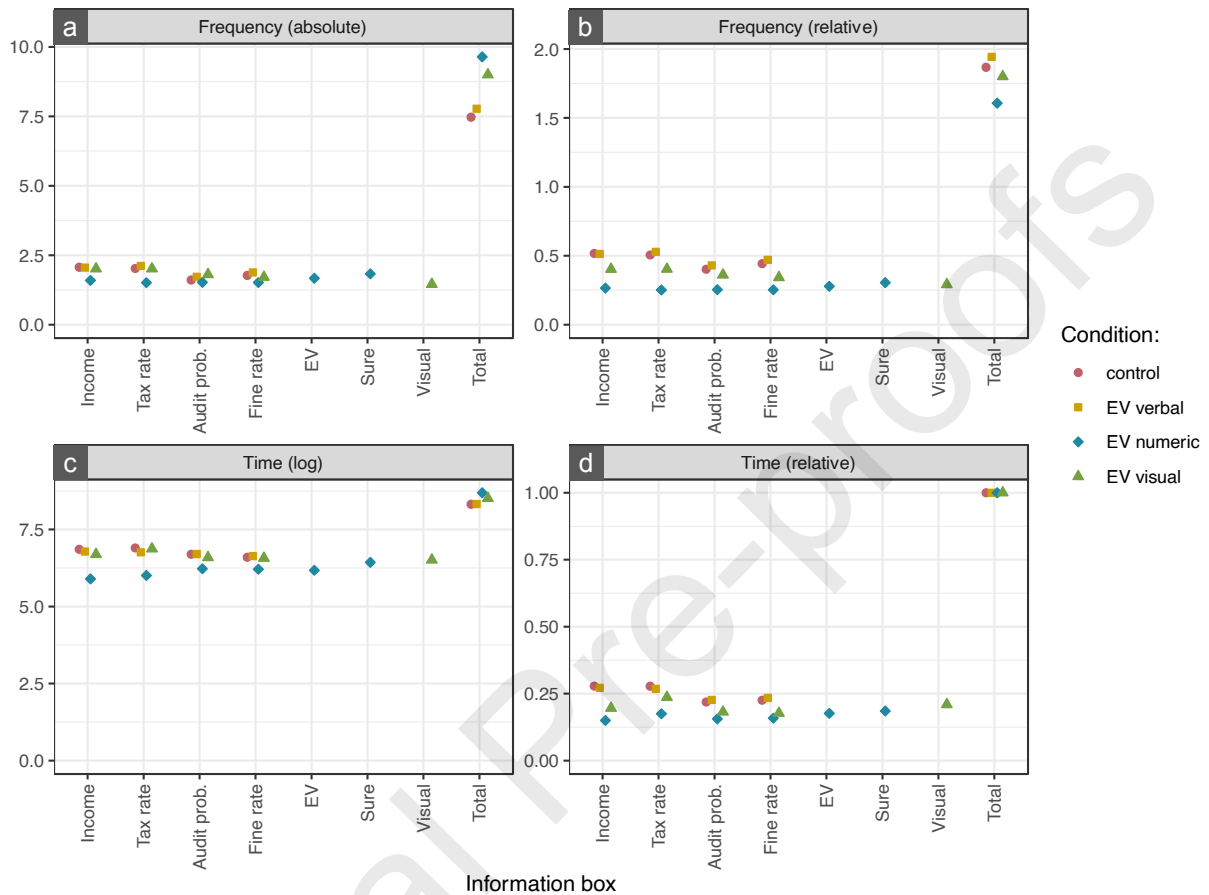 a Frequency (absolute)
b Frequency (relative)
10.0
7.5
5.0
2.5
0.0
2.0
1.5
1.0
0.5
0.0
Income
Tax rate
Audit prob.
Fine rate
EV
Sure
Visual
Total
Income
Tax rate
Audit prob.
Fine rate
EV
Sure
Visual
Total
c Time (log)
d Time (relative)
7.5
5.0
2.5
0.0
1.00
0.75
0.50
0.25
0.00
Income
Tax rate
Audit prob.
Fine rate
EV
Sure
Visual
Total
Income
Tax rate
Audit prob.
Fine rate
EV
Sure
Visual
Total
Information box
Condition:
control
EV verbal
EV numeric
EV visual
al Pre-proofs